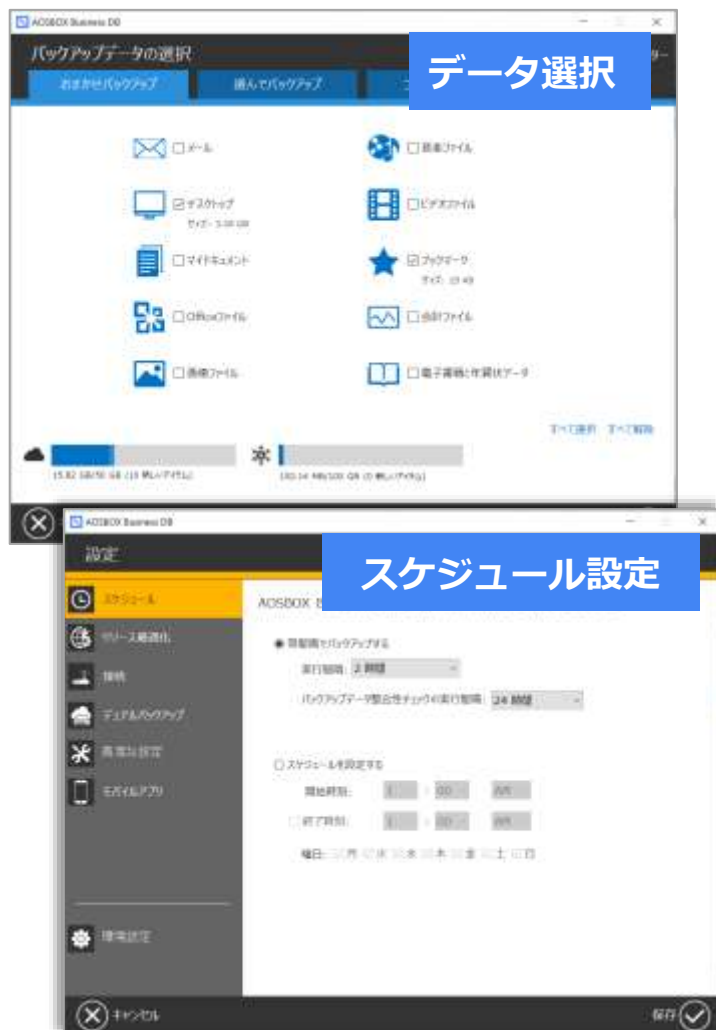 AOSBOX Business DB
バックアップデータの選択
データ選択
おまかせバックアップ
選んでバックアップ
メール
音楽ファイル
デスクトップ
ビデオファイル
マイドキュメント
ブックマーク
Officeファイル
会計ファイル
画像ファイル
電子書籍と年賀状データ
すべて選択 すべて解除
AOSBOX Business DB
設定
スケジュール設定
スケジュール
AOSBOX
リソース最適化
等間隔でバックアップする
実行間隔: 2 時間
接続
バックアップデータ整合性チェックの実行間隔: 24 時間
デュアルバックアップ
高度な設定
スケジュールを設定する
モバイルアプリ
開始時刻:
終了時刻:
曜日: 月 火 水 木 金 土 日
環境設定
キャンセル
保存